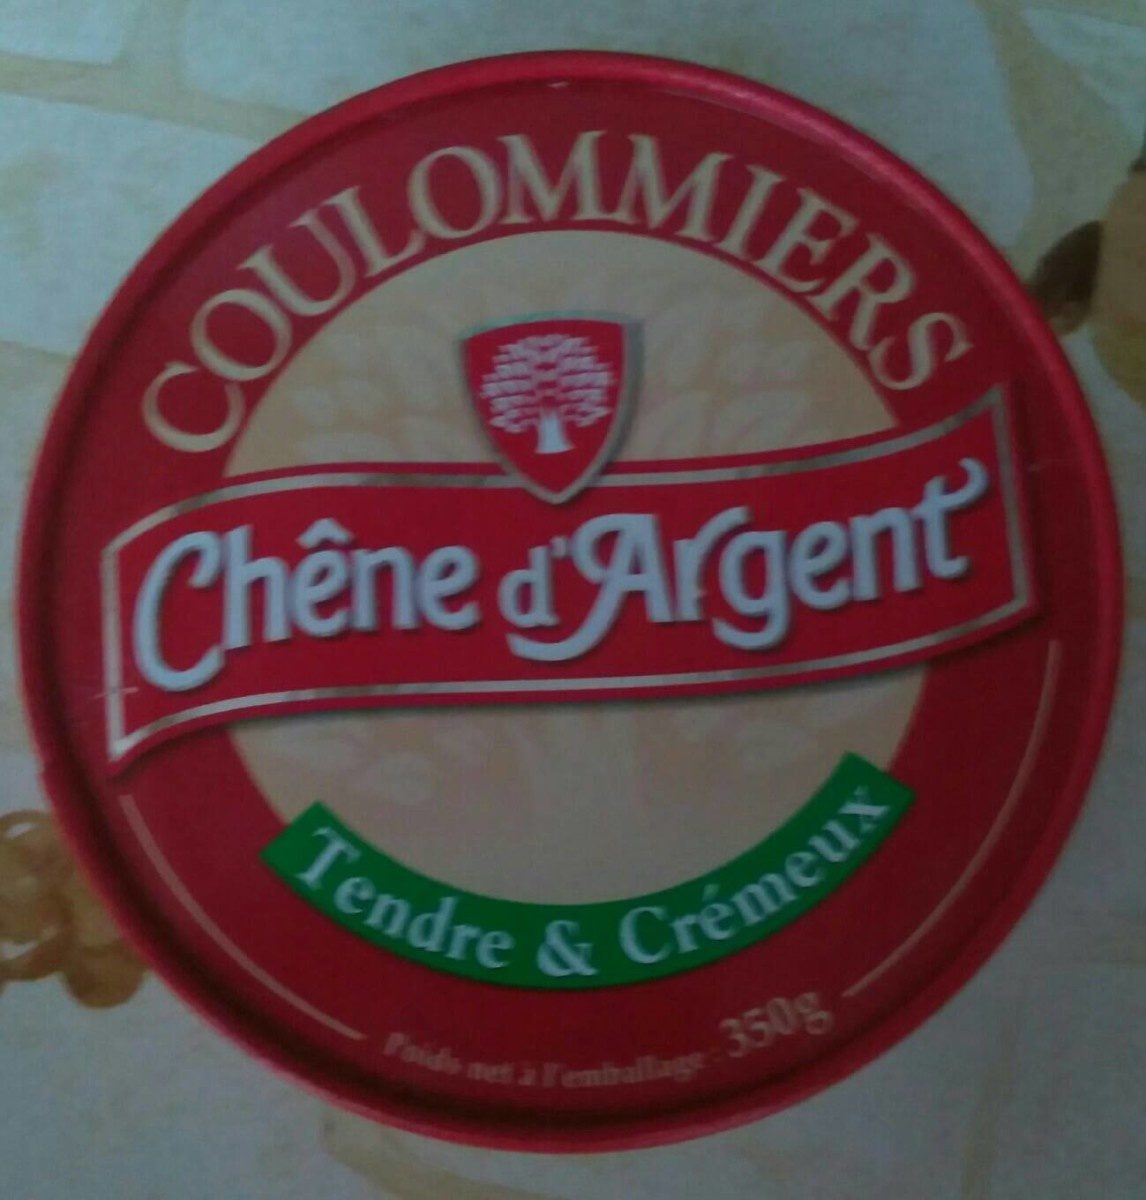 COULOMMIERS
Chêne d'Argent
Tendre & Crémeux
Poids net à l'emballage : 350g